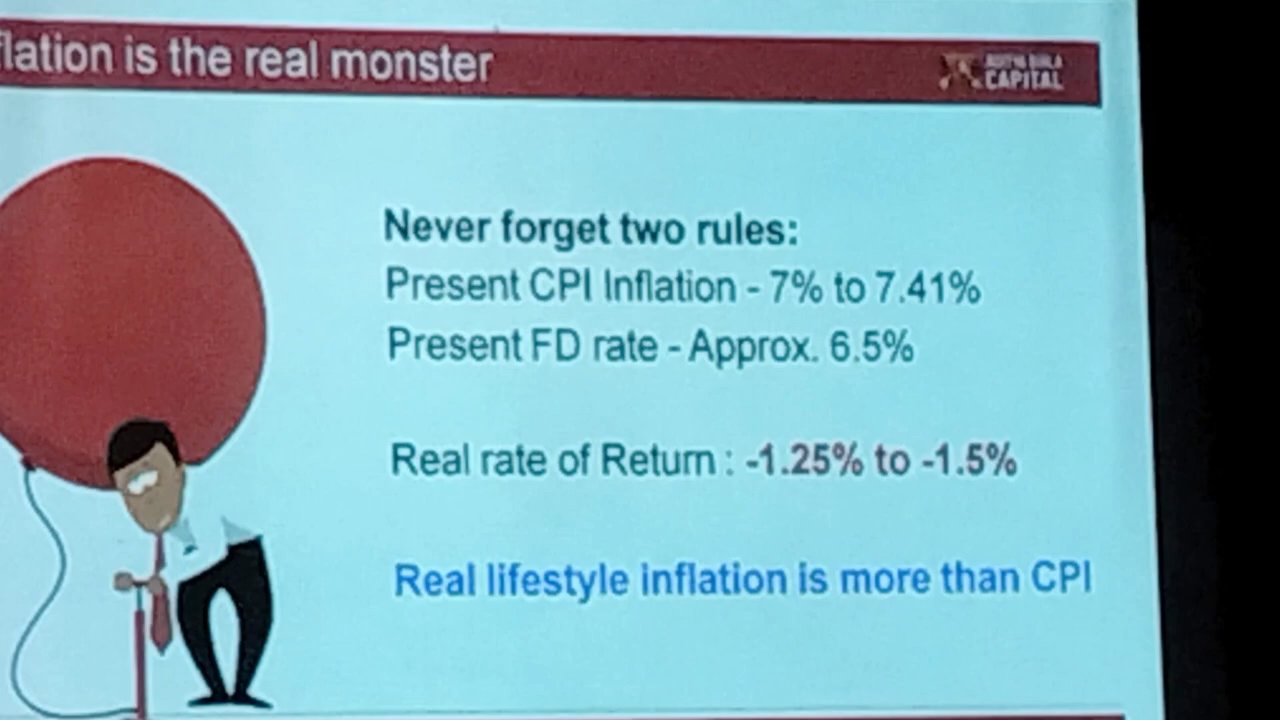 flation is the real monster
ADITYA BIRLA
CAPITAL
Never forget two rules:
Present CPI Inflation - 7% to 7.41%
Present FD rate - Approx. 6.5%
Real rate of Return : -1.25% to -1.5%
Real lifestyle inflation is more than CPI